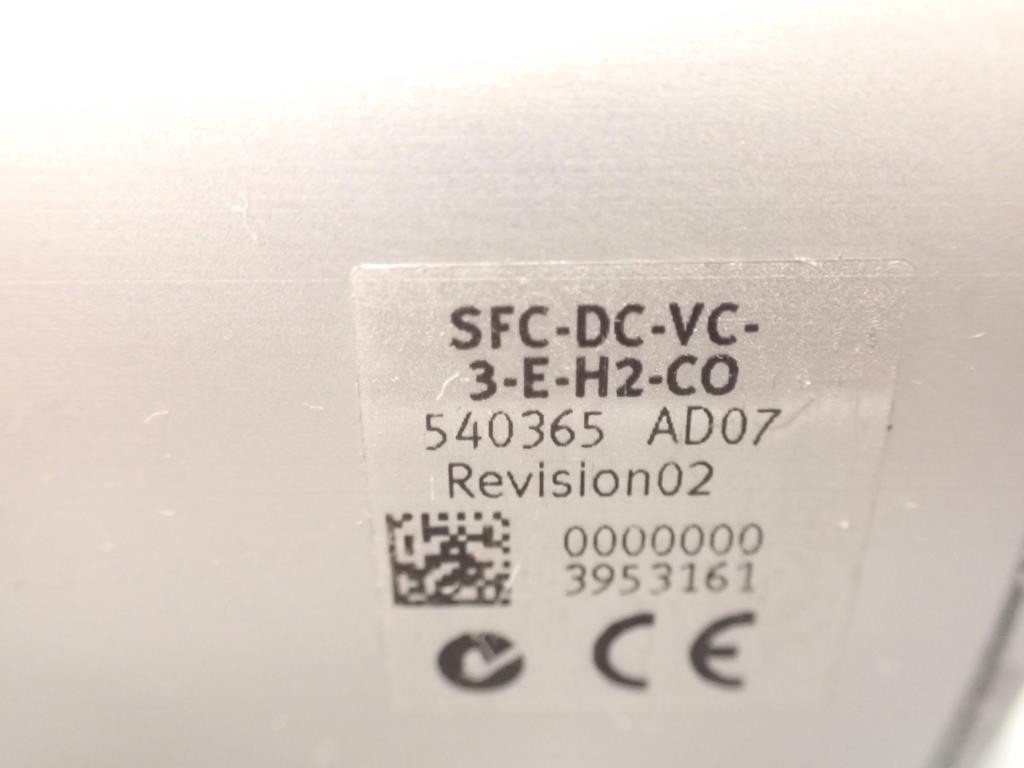 SFC-DC-VC-
3-E-H2-CO
540365 AD07
Revision02
0000000
3953161
CE